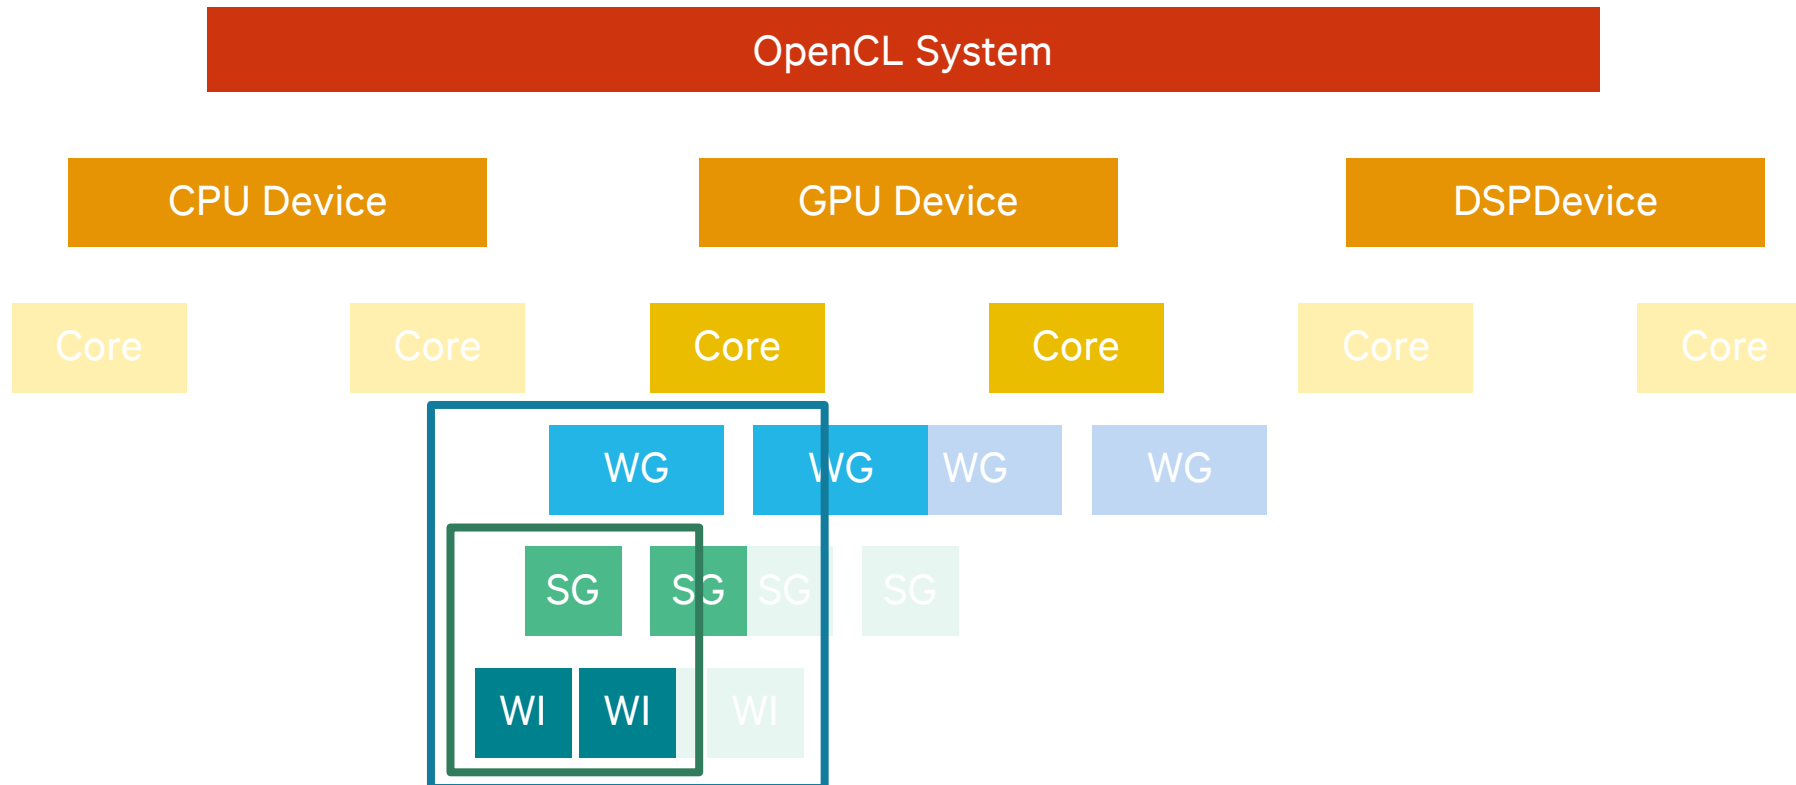 OpenCL System
CPU Device
GPU Device
DSPDevice
Core
Core
Core
Core
Core
Core
WG
WG
WG
WG
SG
SG
SG
SG
WI
WI
WI